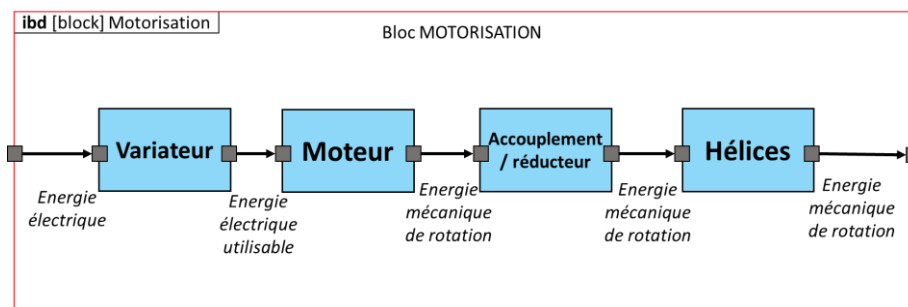 ibd [block] Motorisation
Bloc MOTORISATION
Variateur
Moteur
Accouplement
/ réducteur
Hélices
Energie
électrique
Energie
électrique
utilisable
Energie
mécanique
de rotation
Energie
mécanique
de rotation
Energie
mécanique
de rotation